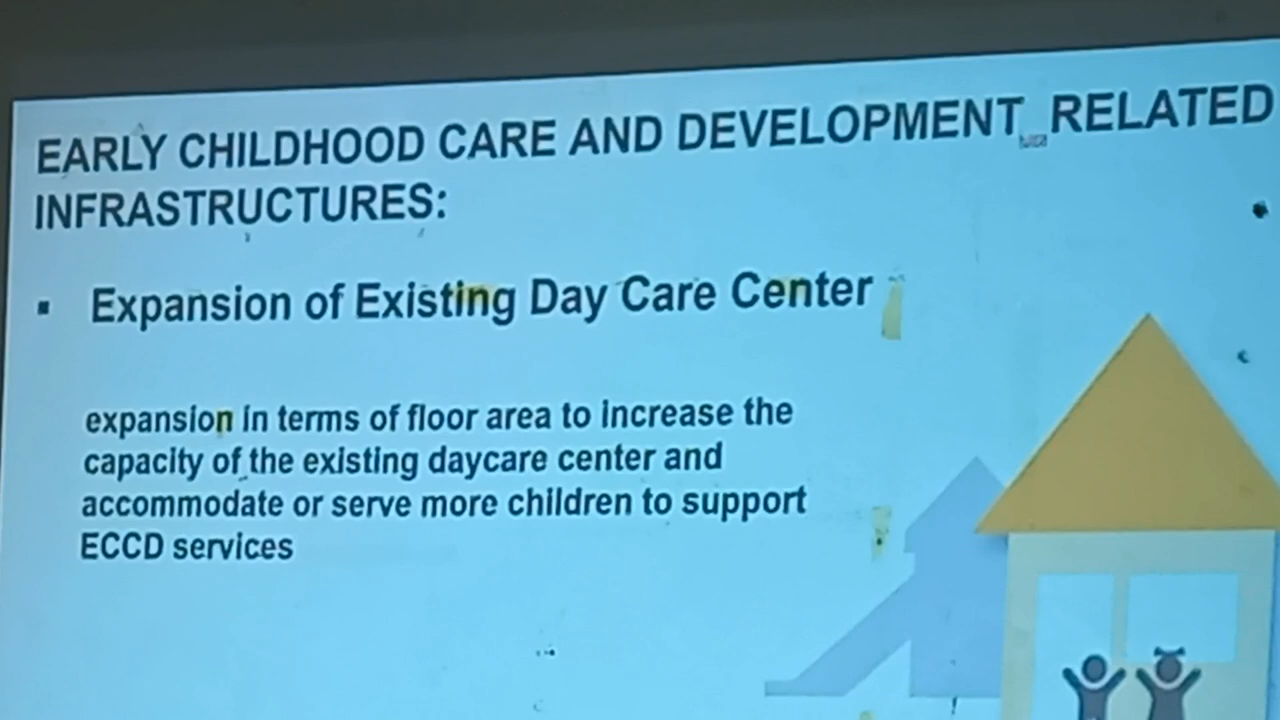 EARLY CHILDHOOD CARE AND DEVELOPMENT RELATED
INFRASTRUCTURES:
▪ Expansion of Existing Day Care Center
expansion in terms of floor area to increase the
capacity of the existing daycare center and
accommodate or serve more children to support
ECCD services